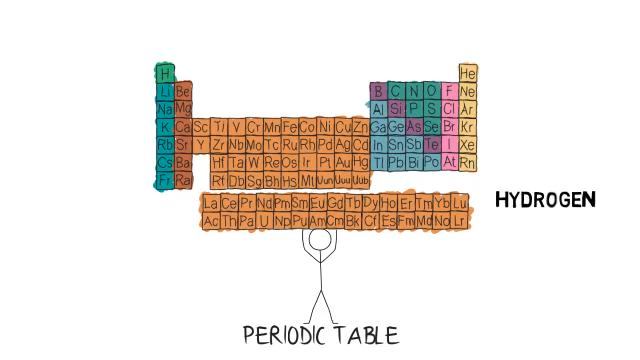 H He
Li Be B C N O F Ne
Na Mg Al Si P S Cl Ar
K Ca Sc Ti V Cr Mn Fe Co Ni Cu Zn Ga Ge As Se Br Kr
Rb Sr Y Zr Nb Mo Tc Ru Rh Pd Ag Cd In Sn Sb Te I Xe
Cs Ba Hf Ta W Re Os Ir Pt Au Hg Tl Pb Bi Po At Rn
Fr Ra Rf Db Sg Bh Hs Mt Uun Uuu Uub
La Ce Pr Nd Pm Sm Eu Gd Tb Dy Ho Er Tm Yb Lu
Ac Th Pa U Np Pu Am Cm Bk Cf Es Fm Md No Lr
HYDROGEN
PERIODIC TABLE